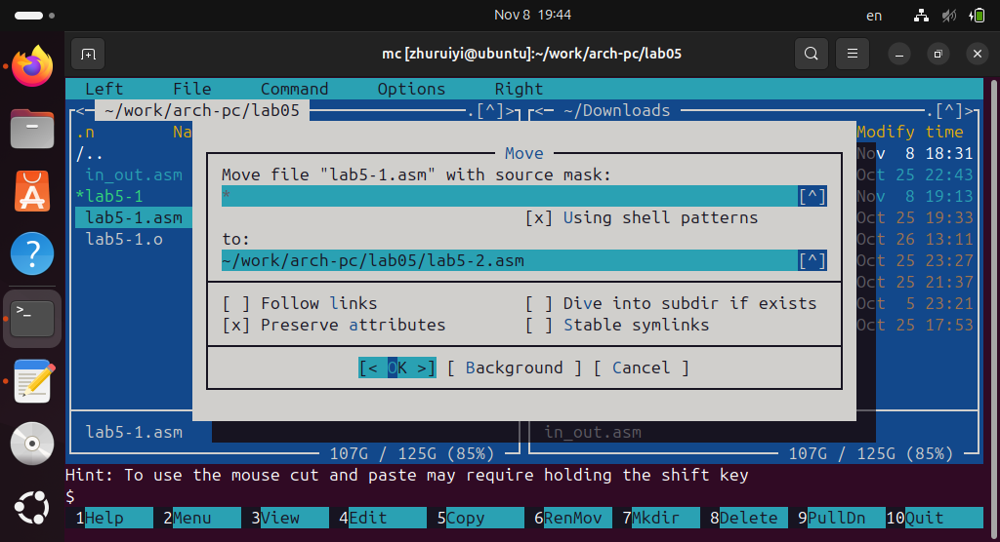 Nov 8 19:44
en
mc [zhuruiyi@ubuntu]:~/work/arch-pc/lab05
Left File Command Options Right
<─ ~/work/arch-pc/lab05 .[^]>
<─ ~/Downloads .[^]>
.n Na
Modify time
/..
Nov 8 18:31
in_out.asm
Oct 25 22:43
*lab5-1
Nov 8 19:13
lab5-1.asm
Oct 25 19:33
lab5-1.o
Oct 26 13:11
Oct 25 23:27
Oct 25 21:37
Oct 5 23:21
Oct 25 17:53
Move
Move file "lab5-1.asm" with source mask:
* [^]
[x] Using shell patterns
to:
~/work/arch-pc/lab05/lab5-2.asm [^]
[ ] Follow links [ ] Dive into subdir if exists
[x] Preserve attributes [ ] Stable symlinks
[< OK >] [ Background ] [ Cancel ]
lab5-1.asm
in_out.asm
107G / 125G (85%)
107G / 125G (85%)
Hint: To use the mouse cut and paste may require holding the shift key
$
1Help 2Menu 3View 4Edit 5Copy 6RenMov 7Mkdir 8Delete 9PullDn 10Quit